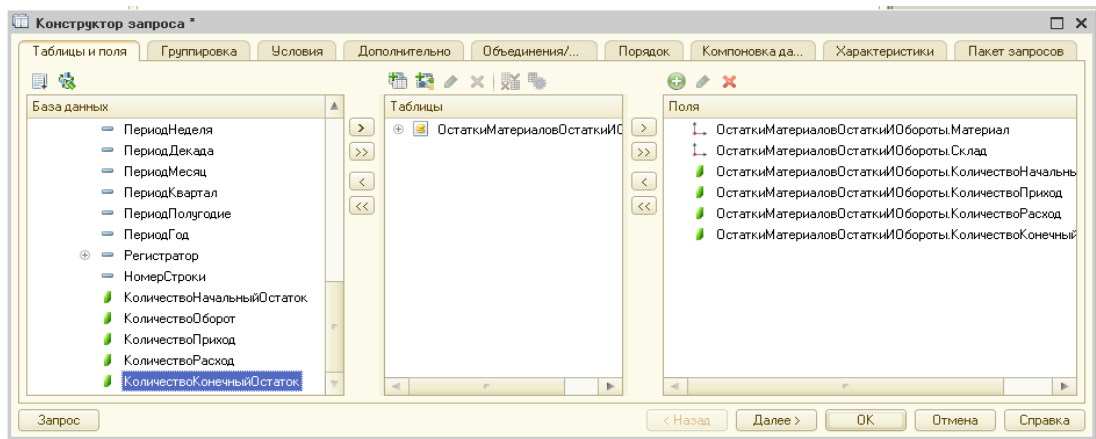 Конструктор запроса *
Таблицы и поля Группировка Условия Дополнительно Объединения/... Порядок Компоновка да... Характеристики Пакет запросов
База данных
ПериодНеделя
ПериодДекада
ПериодМесяц
ПериодКвартал
ПериодПолугодие
ПериодГод
Регистратор
НомерСтроки
КоличествоНачальныйОстаток
КоличествоОборот
КоличествоПриход
КоличествоРасход
КоличествоКонечныйОстаток
Таблицы
ОстаткиМатериаловОстаткиИО
Поля
ОстаткиМатериаловОстаткиИОбороты.Материал
ОстаткиМатериаловОстаткиИОбороты.Склад
ОстаткиМатериаловОстаткиИОбороты.КоличествоНачальны
ОстаткиМатериаловОстаткиИОбороты.КоличествоПриход
ОстаткиМатериаловОстаткиИОбороты.КоличествоРасход
ОстаткиМатериаловОстаткиИОбороты.КоличествоКонечный
Запрос < Назад Далее > ОК Отмена Справка